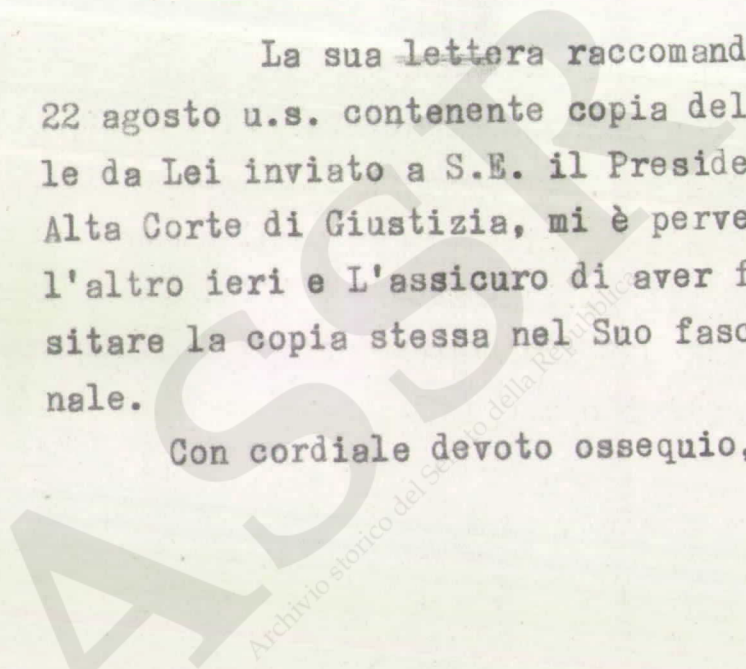 La sua lettera raccomand
22 agosto u.s. contenente copia del
le da Lei inviato a S.E. il Preside
Alta Corte di Giustizia, mi è perve
l'altro ieri e L'assicuro di aver f
sitare la copia stessa nel Suo fasc
nale.
Con cordiale devoto ossequio,
ASSR
Archivio storico del Senato della Repubblica